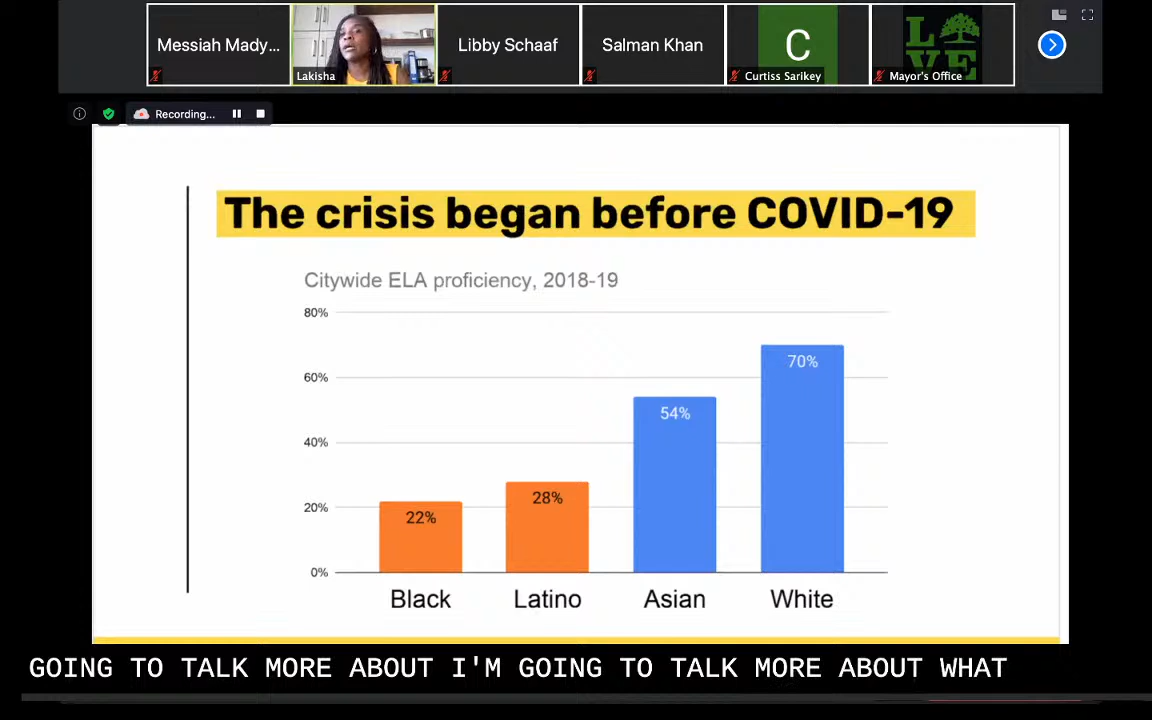 Messiah Mady...
Lakisha
Libby Schaaf
Salman Khan
C
Curtiss Sarikey
L
VE
Mayor's Office
Recording...
The crisis began before COVID-19
Citywide ELA proficiency, 2018-19
80%
60%
40%
20%
0%
22%
28%
54%
70%
Black
Latino
Asian
White
GOING TO TALK MORE ABOUT I'M GOING TO TALK MORE ABOUT WHAT